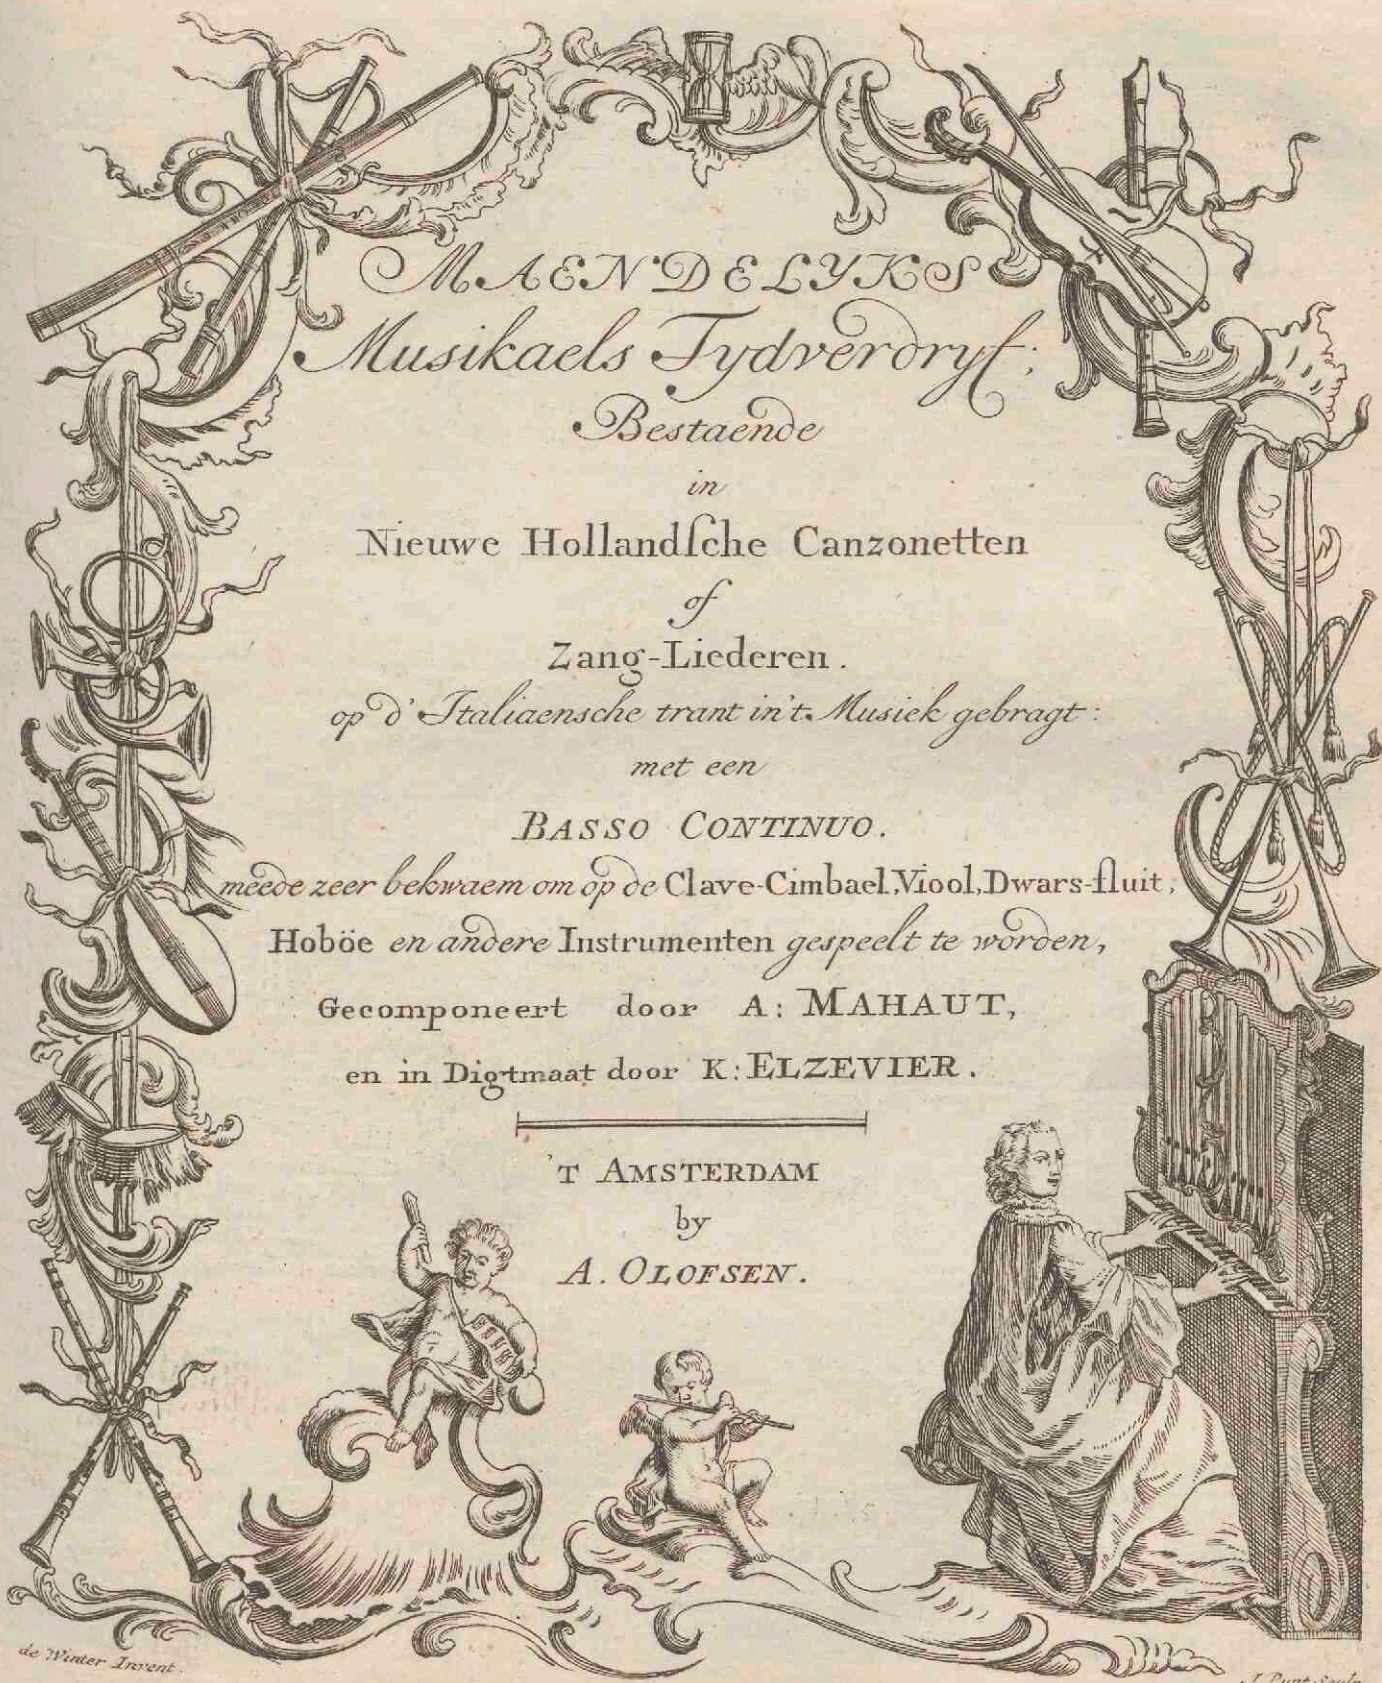 MAENDELYKS
Musikaels Tydverdryf;
Bestaende
in
Nieuwe Hollandſche Canzonetten
of
Zang-Liederen.
op d' Italiaensche trant in 't Musiek gebragt:
met een
BASSO CONTINUO.
meede zeer bekwaem om op de Clave-Cimbael, Viool, Dwars-fluit,
Hoböe en andere Instrumenten gespeelt te worden,
Gecomponeert door A: MAHAUT,
en in Digtmaat door K: ELZEVIER.
'T AMSTERDAM
by
A. OLOFSEN.
de Winter Invent.
J. Punt Sculp